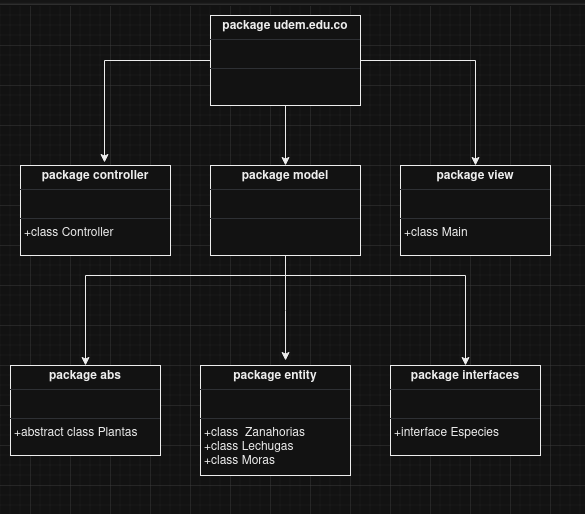 package udem.edu.co
package controller
+class Controller
package model
package view
+class Main
package abs
+abstract class Plantas
package entity
+class  Zanahorias
+class Lechugas
+class Moras
package interfaces
+interface Especies